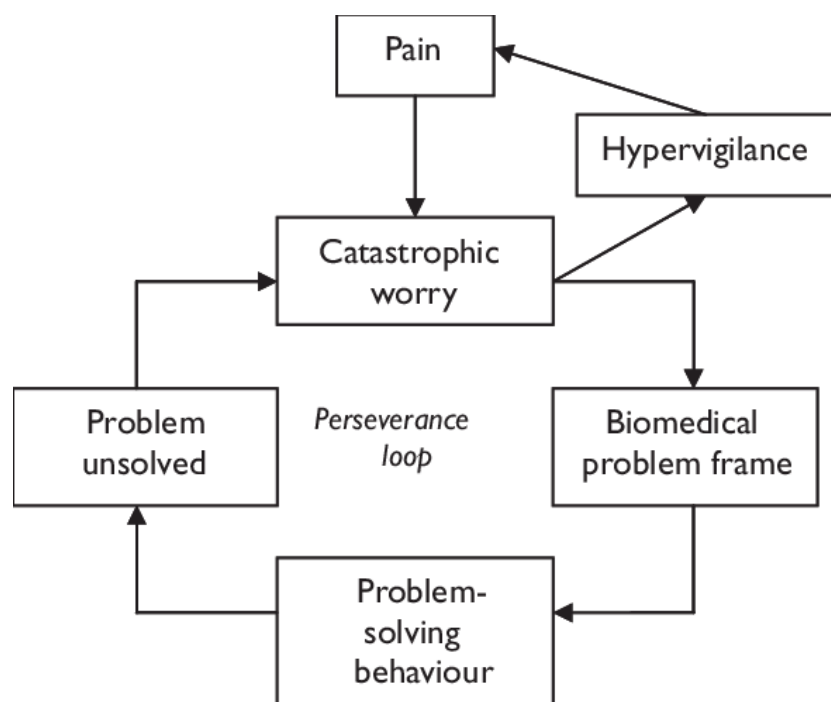 Pain
Hypervigilance
Catastrophic
worry
Problem
unsolved
Perseverance
loop
Biomedical
problem frame
Problem-
solving
behaviour